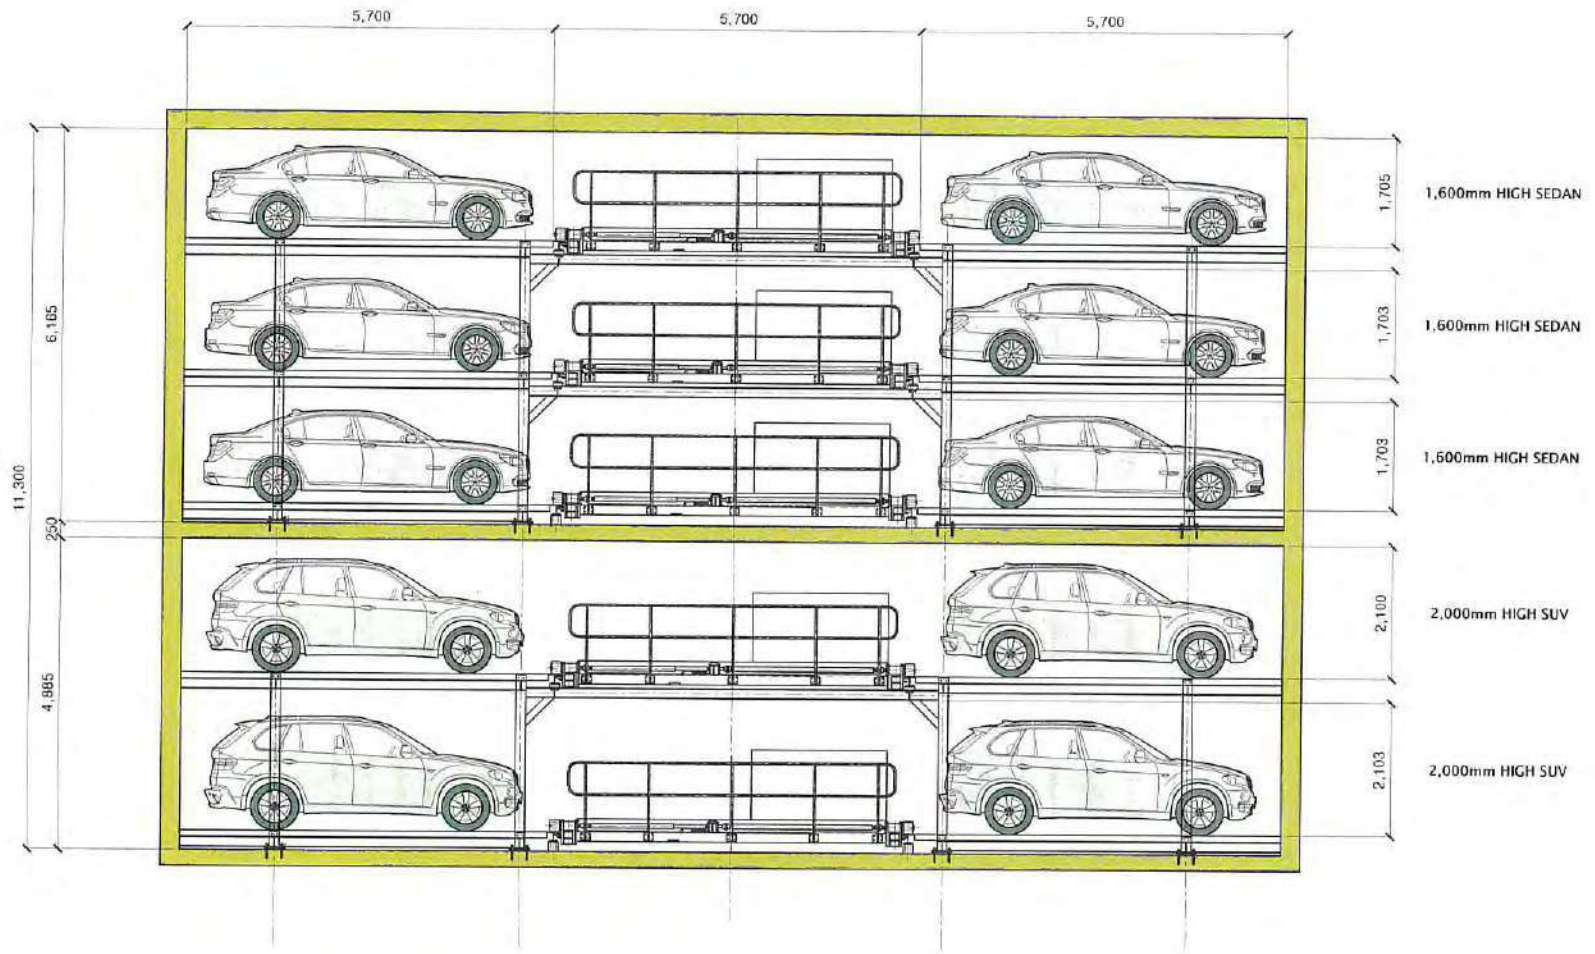 5,700
5,700
5,700
1,705
1,600mm HIGH SEDAN
6,165
1,703
1,600mm HIGH SEDAN
1,703
1,600mm HIGH SEDAN
11,300
250
2,100
2,000mm HIGH SUV
4,885
2,103
2,000mm HIGH SUV